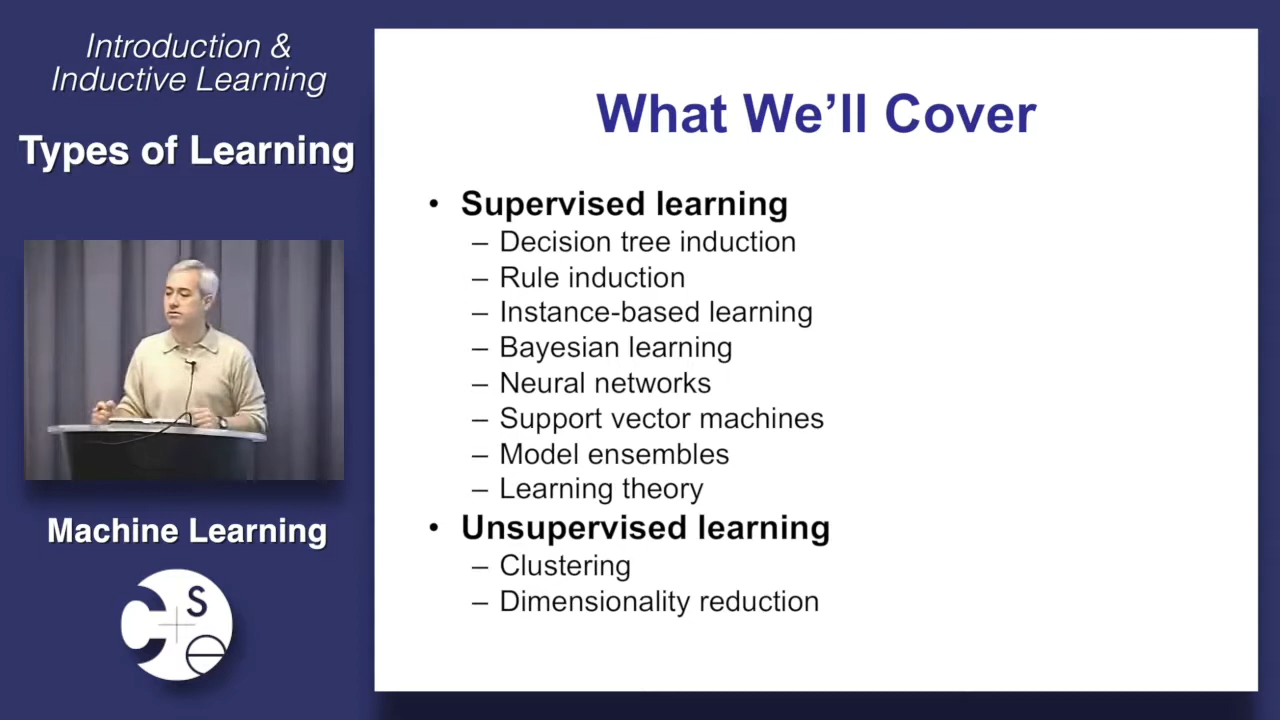 Introduction &
Inductive Learning
Types of Learning
Machine Learning
C S e
What We’ll Cover
• Supervised learning
– Decision tree induction
– Rule induction
– Instance-based learning
– Bayesian learning
– Neural networks
– Support vector machines
– Model ensembles
– Learning theory
• Unsupervised learning
– Clustering
– Dimensionality reduction